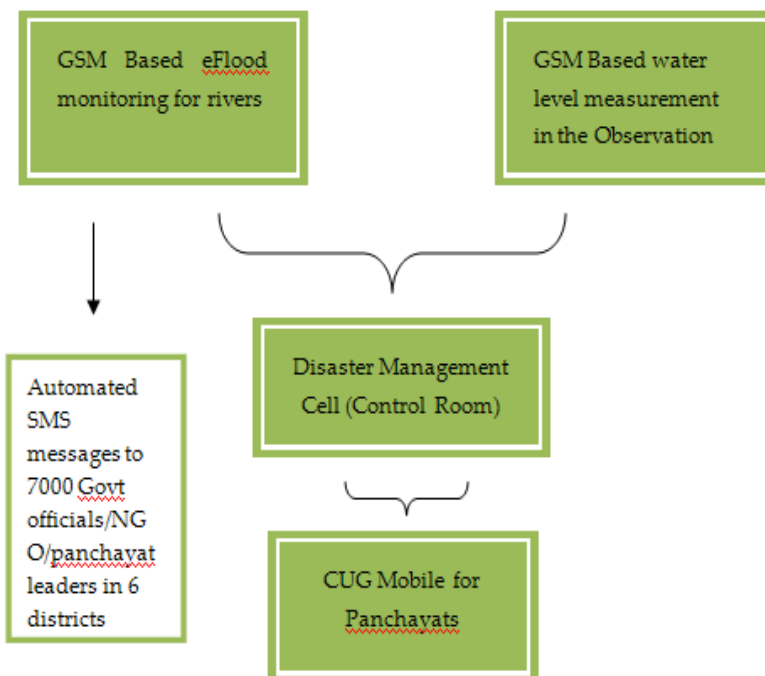 GSM Based eFlood
monitoring for rivers
GSM Based water
level measurement
in the Observation
Disaster Management
Cell (Control Room)
Automated
SMS
messages to
7000 Govt
officials/NG
O/panchayat
leaders in 6
districts
CUG Mobile for
Panchayats